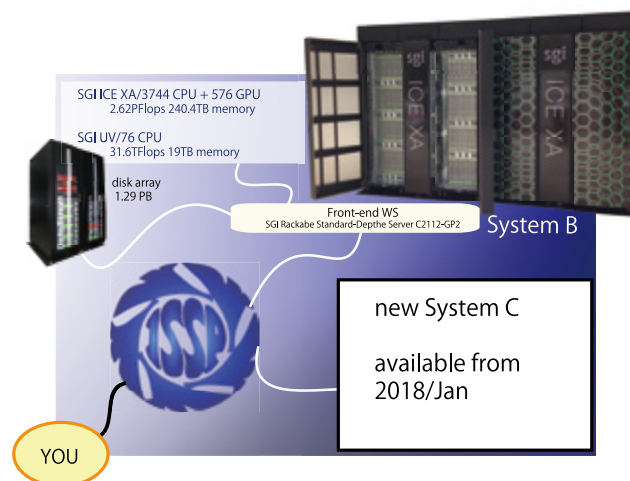 SGI ICE XA/3744 CPU + 576 GPU
2.62PFlops 240.4TB memory
SGI UV/76 CPU
31.6TFlops 19TB memory
disk array
1.29 PB
sgi
ICE XA
sgi
ICE XA
Front-end WS
SGI Rackabe Standard-Depthe Server C2112-GP2
System B
ISSP
new System C
available from
2018/Jan
YOU